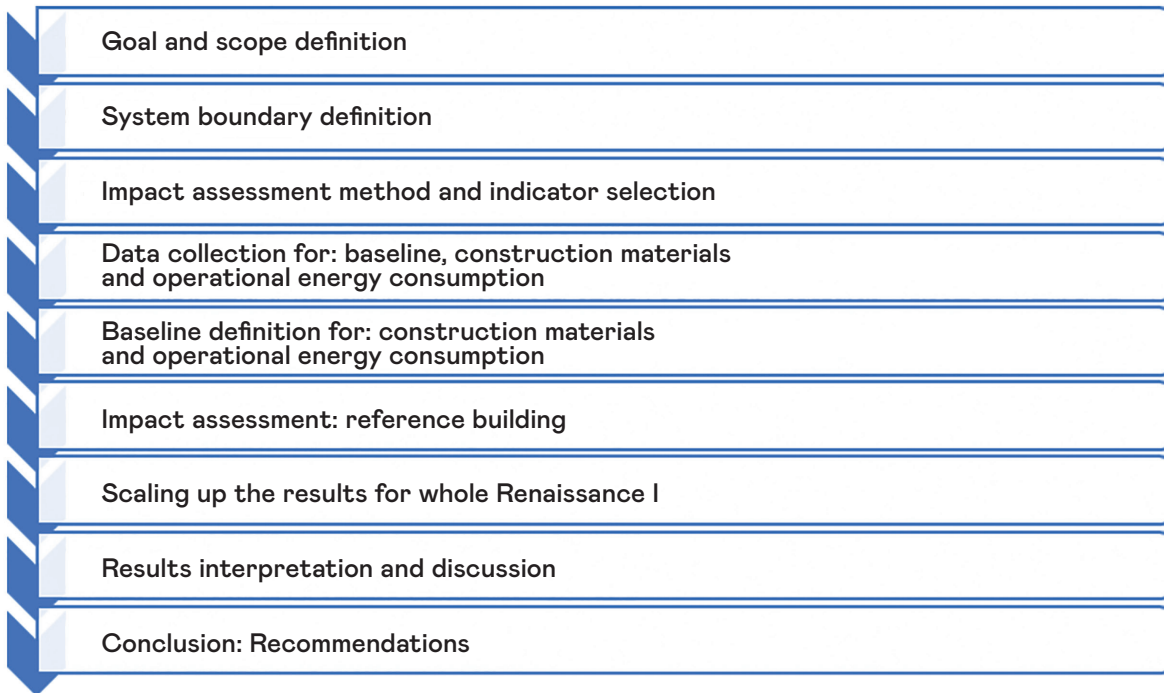 Goal and scope definition
System boundary definition
Impact assessment method and indicator selection
Data collection for: baseline, construction materials
and operational energy consumption
Baseline definition for: construction materials
and operational energy consumption
Impact assessment: reference building
Scaling up the results for whole Renaissance I
Results interpretation and discussion
Conclusion: Recommendations